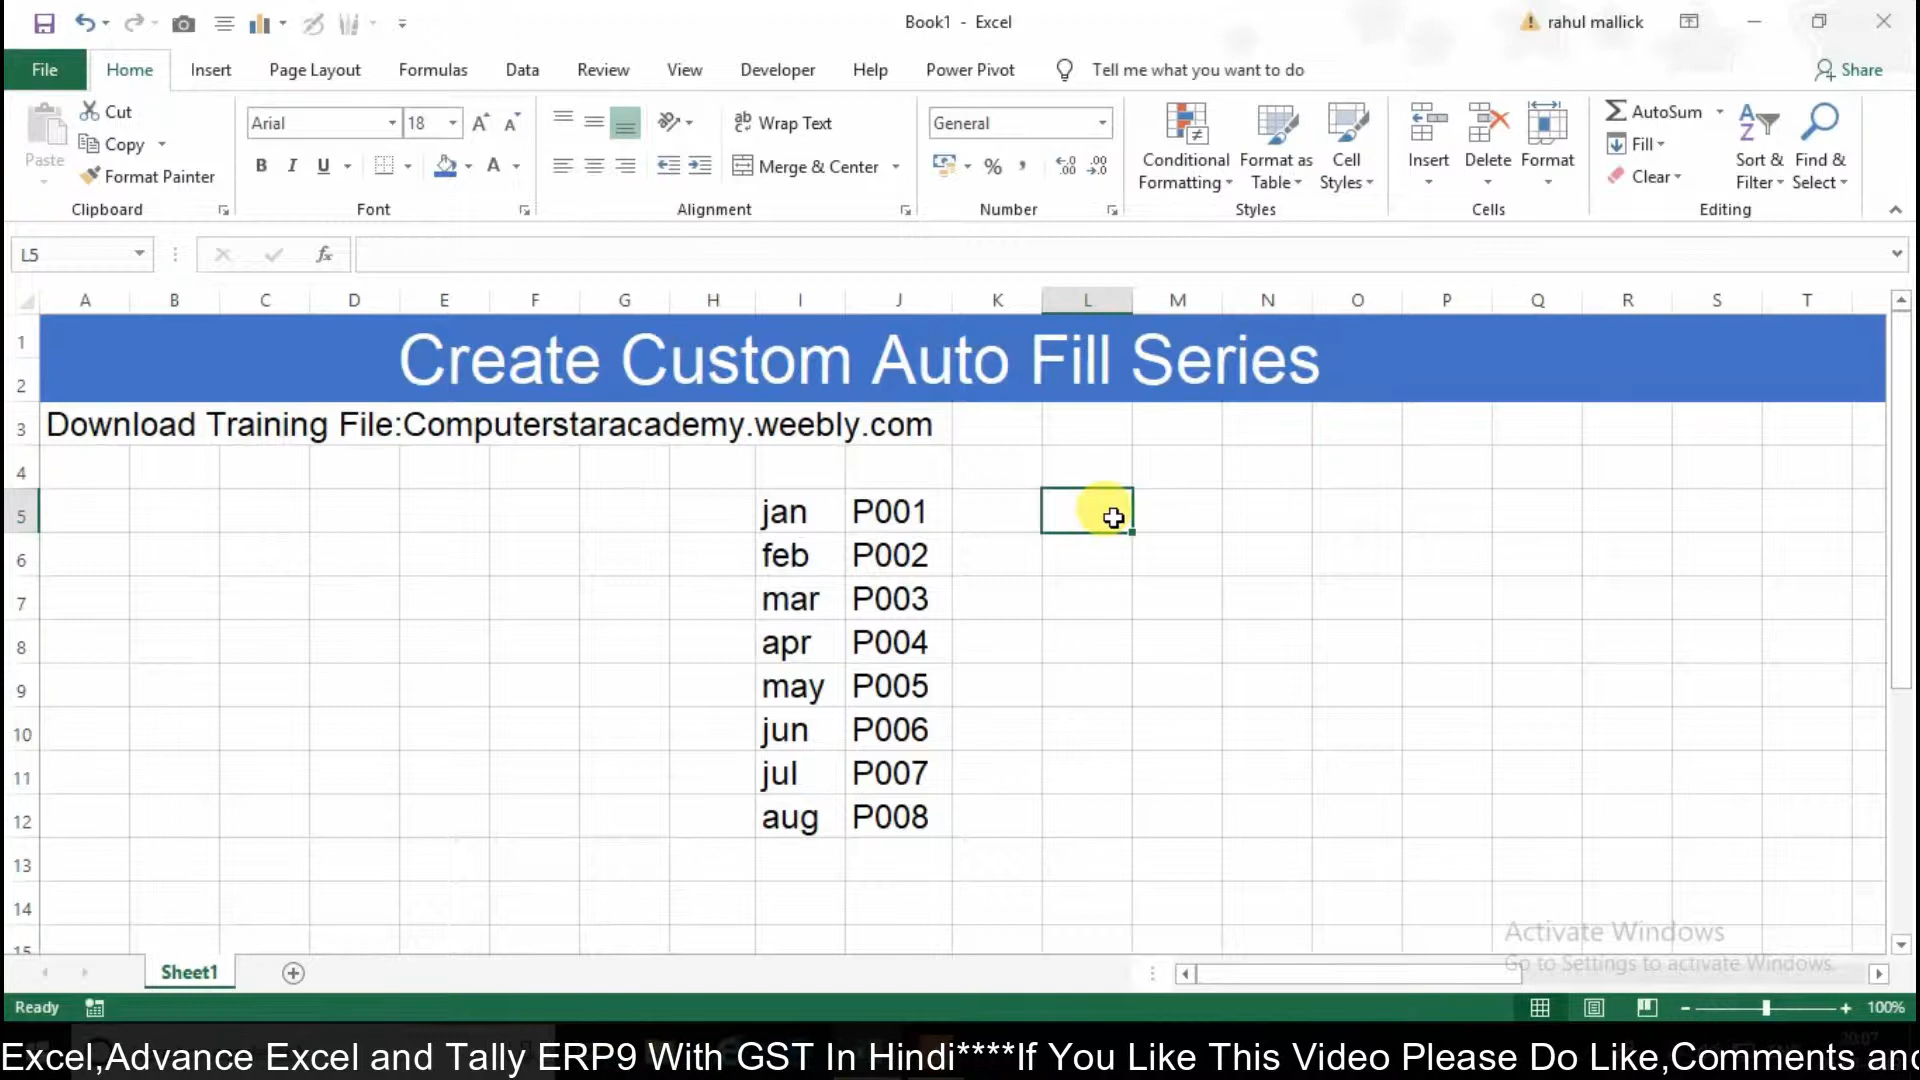 Book1 - Excel
rahul mallick
File Home Insert Page Layout Formulas Data Review View Developer Help Power Pivot Tell me what you want to do Share
Paste
Cut
Copy
Format Painter
Arial 18
B I U
A
Wrap Text
Merge & Center
General
%
Conditional Formatting
Format as Table
Cell Styles
Insert Delete Format
AutoSum
Fill
Clear
Sort & Filter
Find & Select
Clipboard Font Alignment Number Styles Cells Editing
L5
fx
A B C D E F G H I J K L M N O P Q R S T
1 Create Custom Auto Fill Series
2
3 Download Training File:Computerstaracademy.weebly.com
4
5 jan P001
6 feb P002
7 mar P003
8 apr P004
9 may P005
10 jun P006
11 jul P007
12 aug P008
13
14
15
Activate Windows
Go to Settings to activate Windows.
Sheet1
Ready
100%
Excel,Advance Excel and Tally ERP9 With GST In Hindi****If You Like This Video Please Do Like,Comments and